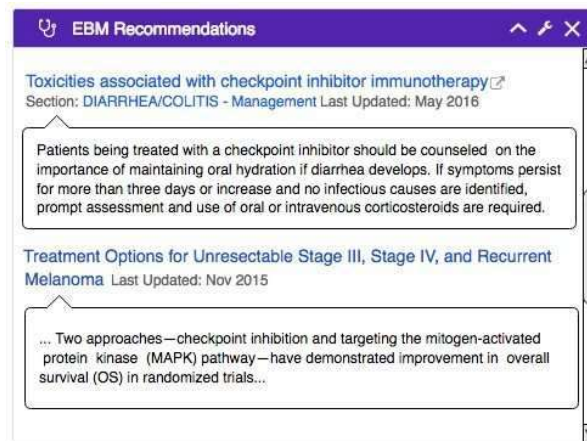 EBM Recommendations
Toxicities associated with checkpoint inhibitor immunotherapy
Section: DIARRHEA/COLITIS - Management Last Updated: May 2016
Patients being treated with a checkpoint inhibitor should be counseled on the
importance of maintaining oral hydration if diarrhea develops. If symptoms persist
for more than three days or increase and no infectious causes are identified,
prompt assessment and use of oral or intravenous corticosteroids are required.
Treatment Options for Unresectable Stage III, Stage IV, and Recurrent
Melanoma Last Updated: Nov 2015
... Two approaches—checkpoint inhibition and targeting the mitogen-activated
protein kinase (MAPK) pathway—have demonstrated improvement in overall
survival (OS) in randomized trials...